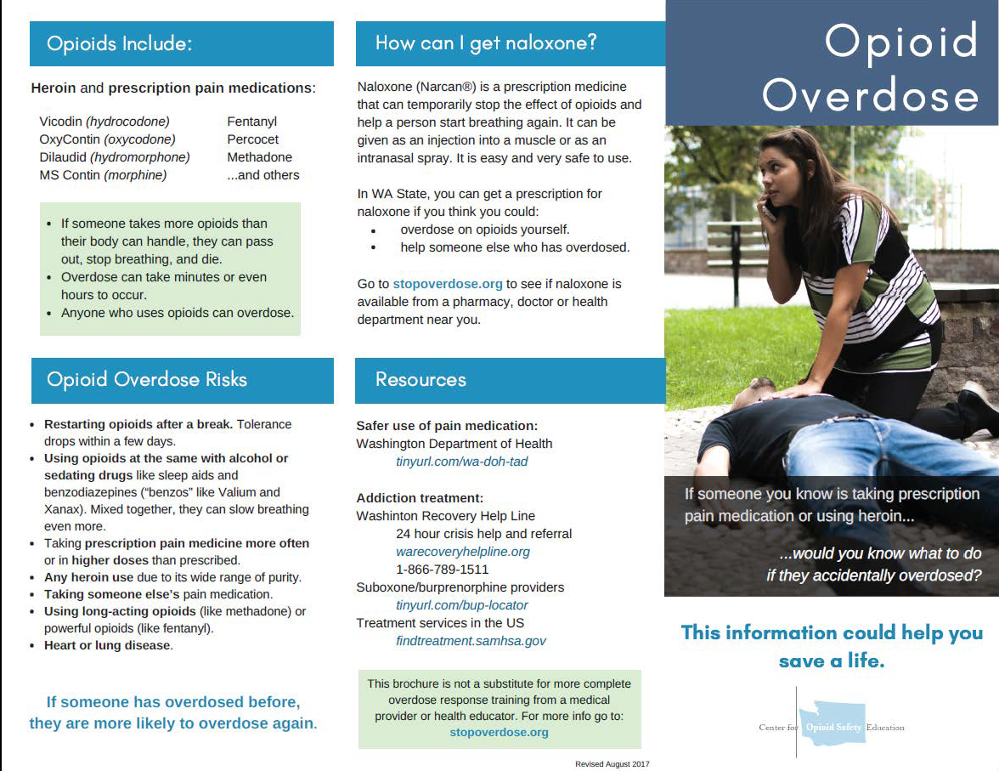 Opioids Include:
Heroin and prescription pain medications:
Vicodin (hydrocodone)
OxyContin (oxycodone)
Dilaudid (hydromorphone)
MS Contin (morphine)
Fentanyl
Percocet
Methadone
...and others
• If someone takes more opioids than
their body can handle, they can pass
out, stop breathing, and die.
• Overdose can take minutes or even
hours to occur.
• Anyone who uses opioids can overdose.
Opioid Overdose Risks
• Restarting opioids after a break. Tolerance
drops within a few days.
• Using opioids at the same with alcohol or
sedating drugs like sleep aids and
benzodiazepines (“benzos” like Valium and
Xanax). Mixed together, they can slow breathing
even more.
• Taking prescription pain medicine more often
or in higher doses than prescribed.
• Any heroin use due to its wide range of purity.
• Taking someone else’s pain medication.
• Using long-acting opioids (like methadone) or
powerful opioids (like fentanyl).
• Heart or lung disease.
If someone has overdosed before,
they are more likely to overdose again.
How can I get naloxone?
Naloxone (Narcan®) is a prescription medicine
that can temporarily stop the effect of opioids and
help a person start breathing again. It can be
given as an injection into a muscle or as an
intranasal spray. It is easy and very safe to use.
In WA State, you can get a prescription for
naloxone if you think you could:
• overdose on opioids yourself.
• help someone else who has overdosed.
Go to stopoverdose.org to see if naloxone is
available from a pharmacy, doctor or health
department near you.
Resources
Safer use of pain medication:
Washington Department of Health
tinyurl.com/wa-doh-tad
Addiction treatment:
Washinton Recovery Help Line
24 hour crisis help and referral
warecoveryhelpline.org
1-866-789-1511
Suboxone/burprenorphine providers
tinyurl.com/bup-locator
Treatment services in the US
findtreatment.samhsa.gov
This brochure is not a substitute for more complete
overdose response training from a medical
provider or health educator. For more info go to:
stopoverdose.org
Revised August 2017
Opioid
Overdose
If someone you know is taking prescription
pain medication or using heroin...
...would you know what to do
if they accidentally overdosed?
This information could help you
save a life.
Center for Opioid Safety Education